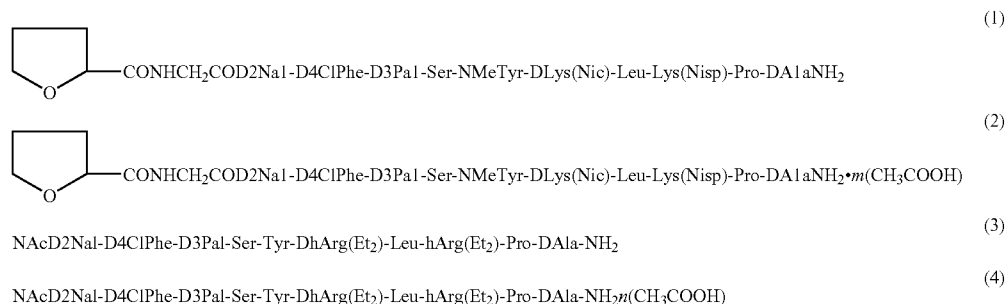 (1)
O
CONHCH2COD2Na1-D4ClPhe-D3Pa1-Ser-NMeTyr-DLys(Nic)-Leu-Lys(Nisp)-Pro-DA1aNH2
(2)
O
CONHCH2COD2Na1-D4ClPhe-D3Pa1-Ser-NMeTyr-DLys(Nic)-Leu-Lys(Nisp)-Pro-DA1aNH2•m(CH3COOH)
(3)
NAcD2Nal-D4ClPhe-D3Pal-Ser-Tyr-DhArg(Et2)-Leu-hArg(Et2)-Pro-DAla-NH2
(4)
NAcD2Nal-D4ClPhe-D3Pal-Ser-Tyr-DhArg(Et2)-Leu-hArg(Et2)-Pro-DAla-NH2n(CH3COOH)